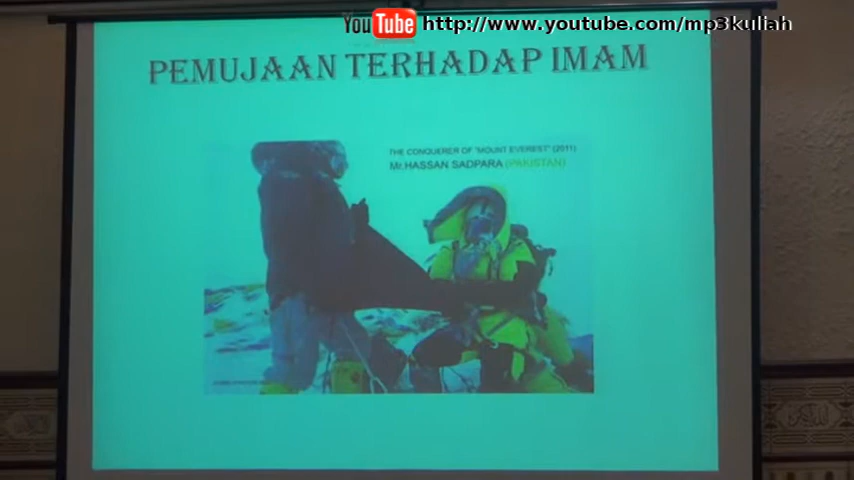 YouTube http://www.youtube.com/mp3kuliah
PEMUJAAN TERHADAP IMAM
THE CONQUERER OF "MOUNT EVEREST" (2011)
Mr.HASSAN SADPARA (PAKISTAN)